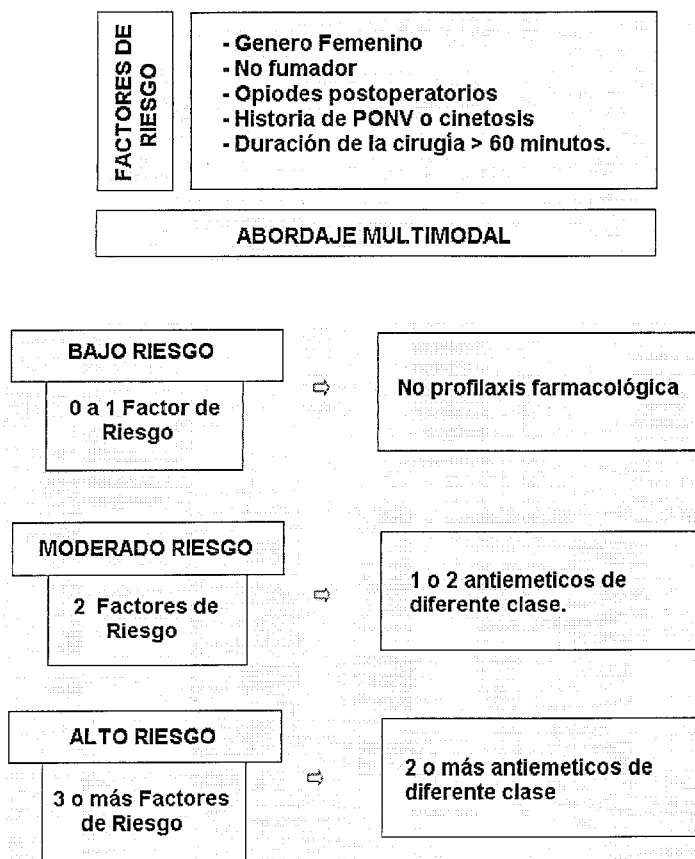 FACTORES DE
RIESGO
- Genero Femenino
- No fumador
- Opiodes postoperatorios
- Historia de PONV o cinetosis
- Duración de la cirugía > 60 minutos.
ABORDAJE MULTIMODAL
BAJO RIESGO
0 a 1 Factor de
Riesgo
No profilaxis farmacológica
MODERADO RIESGO
2 Factores de
Riesgo
1 o 2 antiemeticos de
diferente clase.
ALTO RIESGO
3 o más Factores
de Riesgo
2 o más antiemeticos de
diferente clase